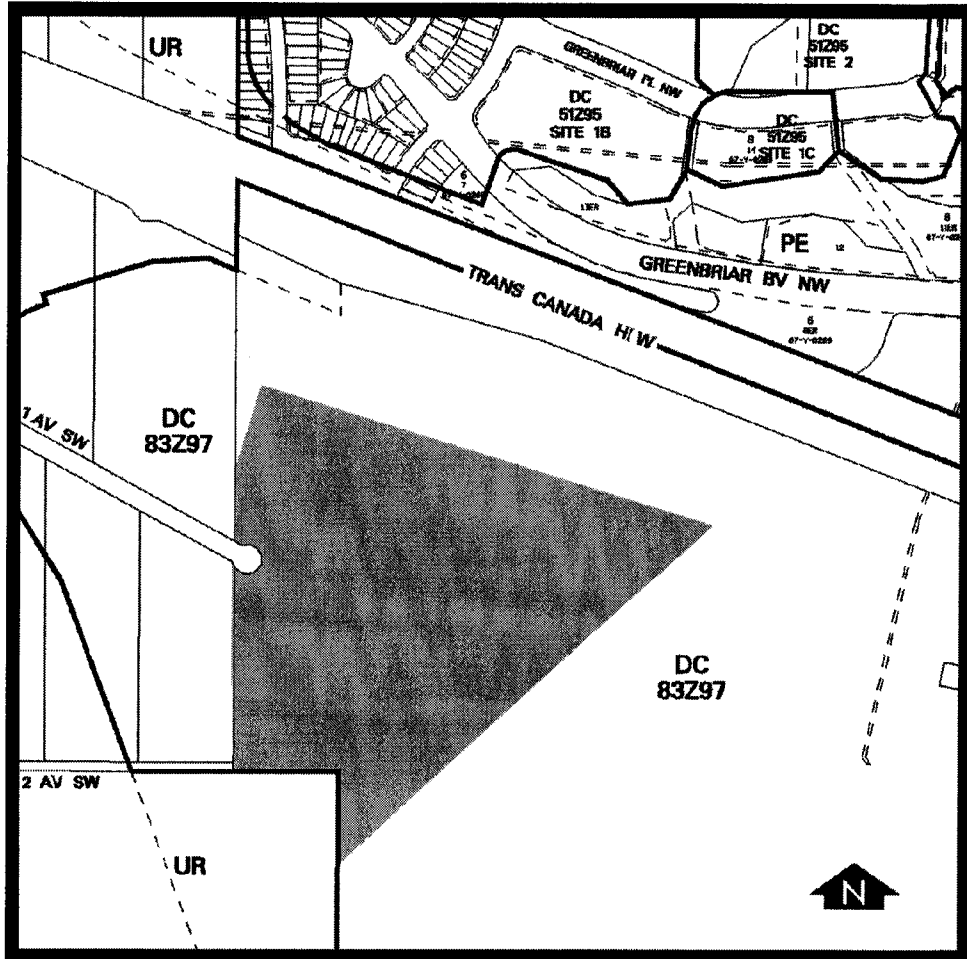 UR
GREENBRIAR PL NW
DC
51Z95
SITE 2
DC
51Z95
SITE 1B
DC
51Z95
SITE 1C
PE
GREENBRIAR BV NW
TRANS CANADA H W
DC
83Z97
1 AV SW
DC
83Z97
2 AV SW
UR
N